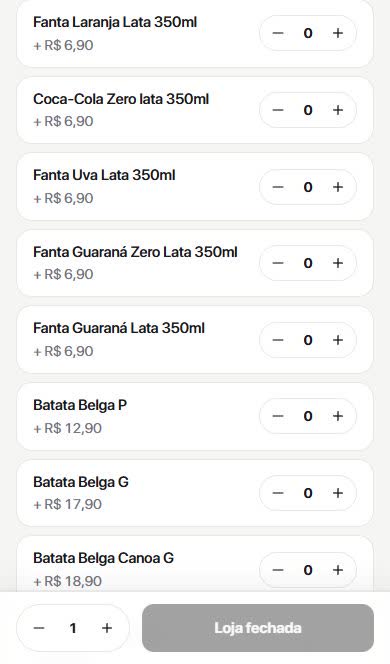 Fanta Laranja Lata 350ml
+ R$ 6,90
− 0 +
Coca-Cola Zero lata 350ml
+ R$ 6,90
− 0 +
Fanta Uva Lata 350ml
+ R$ 6,90
− 0 +
Fanta Guaraná Zero Lata 350ml
+ R$ 6,90
− 0 +
Fanta Guaraná Lata 350ml
+ R$ 6,90
− 0 +
Batata Belga P
+ R$ 12,90
− 0 +
Batata Belga G
+ R$ 17,90
− 0 +
Batata Belga Canoa G
+ R$ 18,90
− 0 +
− 1 +
Loja fechada